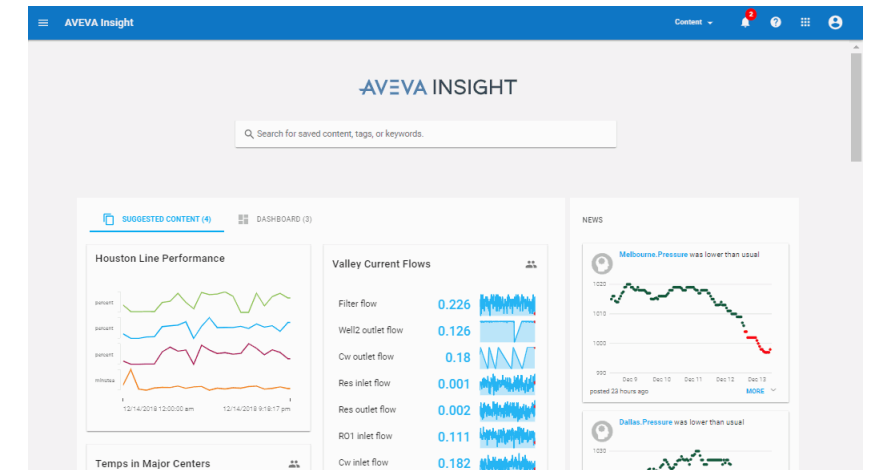 AVEVA Insight
Content
2
AVEVA INSIGHT
Search for saved content, tags, or keywords.
SUGGESTED CONTENT (4)
DASHBOARD (3)
NEWS
Houston Line Performance
percent
percent
percent
minutes
12/14/2018 12:00:00 am
12/14/2018 9:18:17 pm
Valley Current Flows
Filter flow 0.226
Well2 outlet flow 0.126
Cw outlet flow 0.18
Res inlet flow 0.001
Res outlet flow 0.002
RO1 inlet flow 0.111
Cw inlet flow 0.182
Temps in Major Centers
Melbourne.Pressure was lower than usual
1030
1010
1000
990
Dec 9 Dec 10 Dec 11 Dec 12 Dec 13
posted 23 hours ago
MORE
Dallas.Pressure was lower than usual
1030